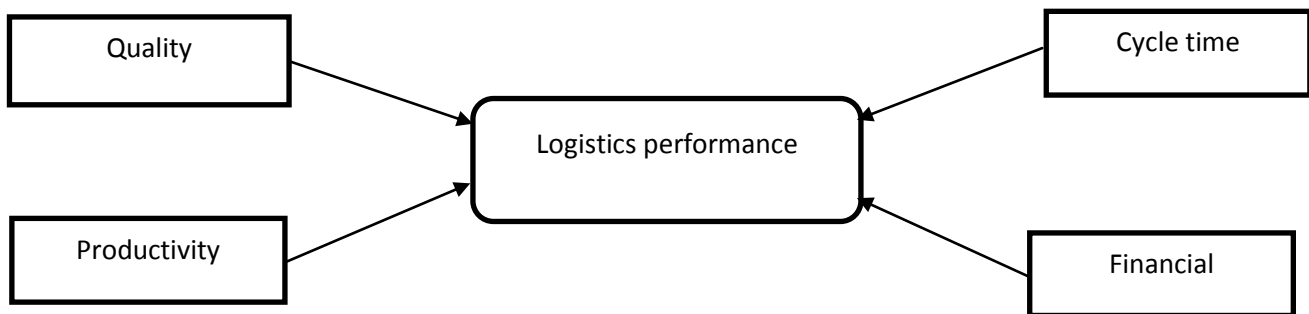 Quality
Cycle time
Logistics performance
Productivity
Financial